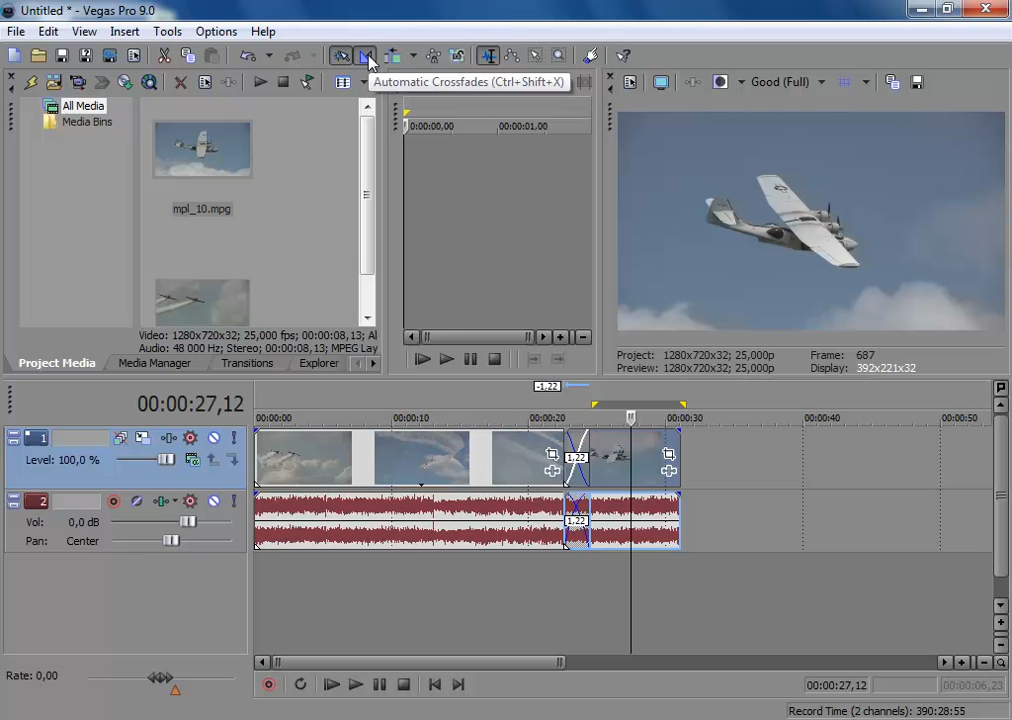 Untitled * - Vegas Pro 9.0
File Edit View Insert Tools Options Help
Automatic Crossfades (Ctrl+Shift+X)
Good (Full)
All Media
Media Bins
mpl_10.mpg
0:00:00,00 00:00:01,00
Video: 1280x720x32; 25,000 fps; 00:00:08,13; Al
Audio: 48 000 Hz; Stereo; 00:00:08,13; MPEG Lay
Project Media Media Manager Transitions Explorer
Project: 1280x720x32; 25,000p Frame: 687
Preview: 1280x720x32; 25,000p Display: 392x221x32
-1.22
00:00:27,12
00:00:00 00:00:10 00:00:20 00:00:30 00:00:40 00:00:50
1
Level: 100,0 %
1,22
2
Vol: 0,0 dB
1,22
Pan: Center
Rate: 0,00
00:00:27,12 00:00:06,23
Record Time (2 channels): 390:28:55